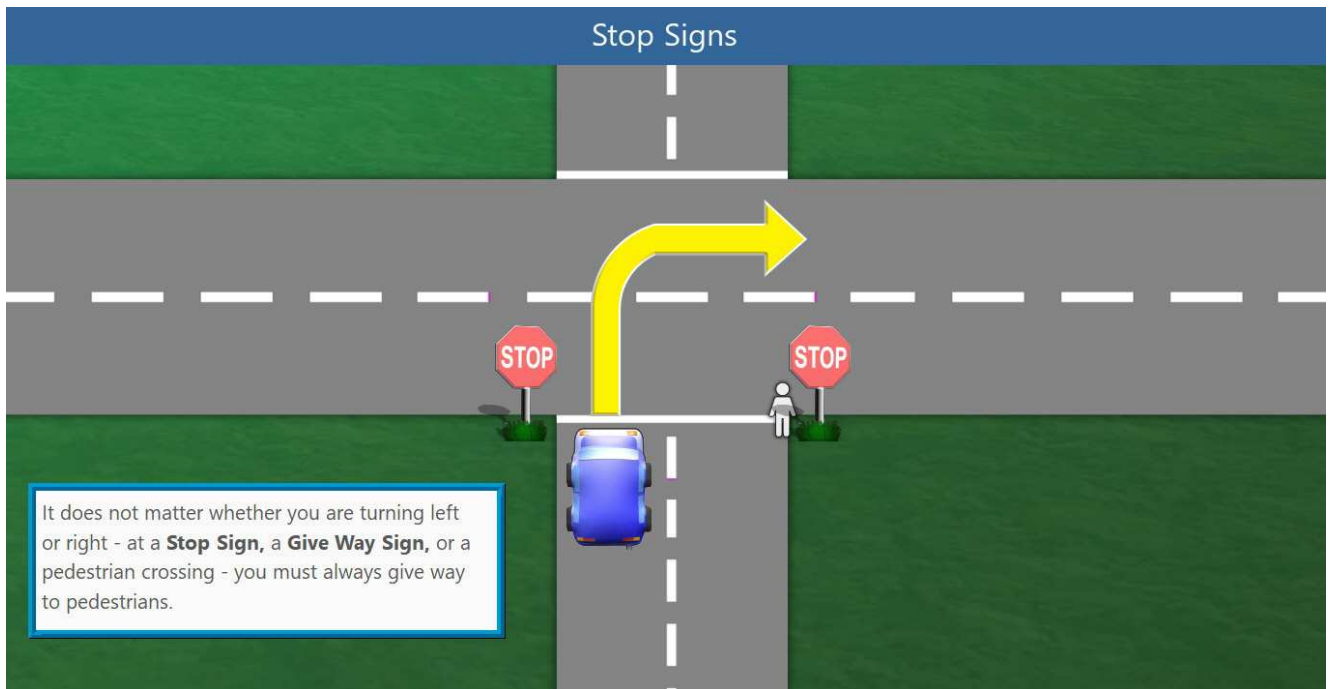 Stop Signs
STOP
STOP
It does not matter whether you are turning left
or right - at a Stop Sign, a Give Way Sign, or a
pedestrian crossing - you must always give way
to pedestrians.